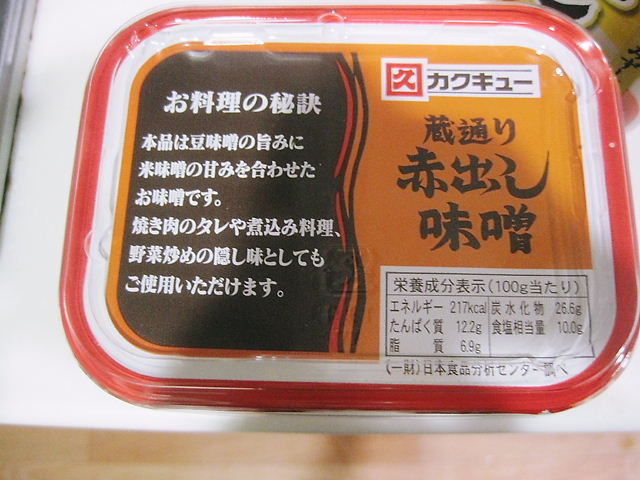 お料理の秘訣
本品は豆味噌の旨みに
米味噌の甘みを合わせた
お味噌です。
焼き肉のタレや煮込み料理、
野菜炒めの隠し味としても
ご使用いただけます。
久 カクキュー
蔵通り
赤出し
味噌
栄養成分表示(100g当たり)
エネルギー 217kcal 炭水化物 26.6g
たんぱく質 12.2g 食塩相当量 10.0g
脂質 6.9g
(一財)日本食品分析センター調べ